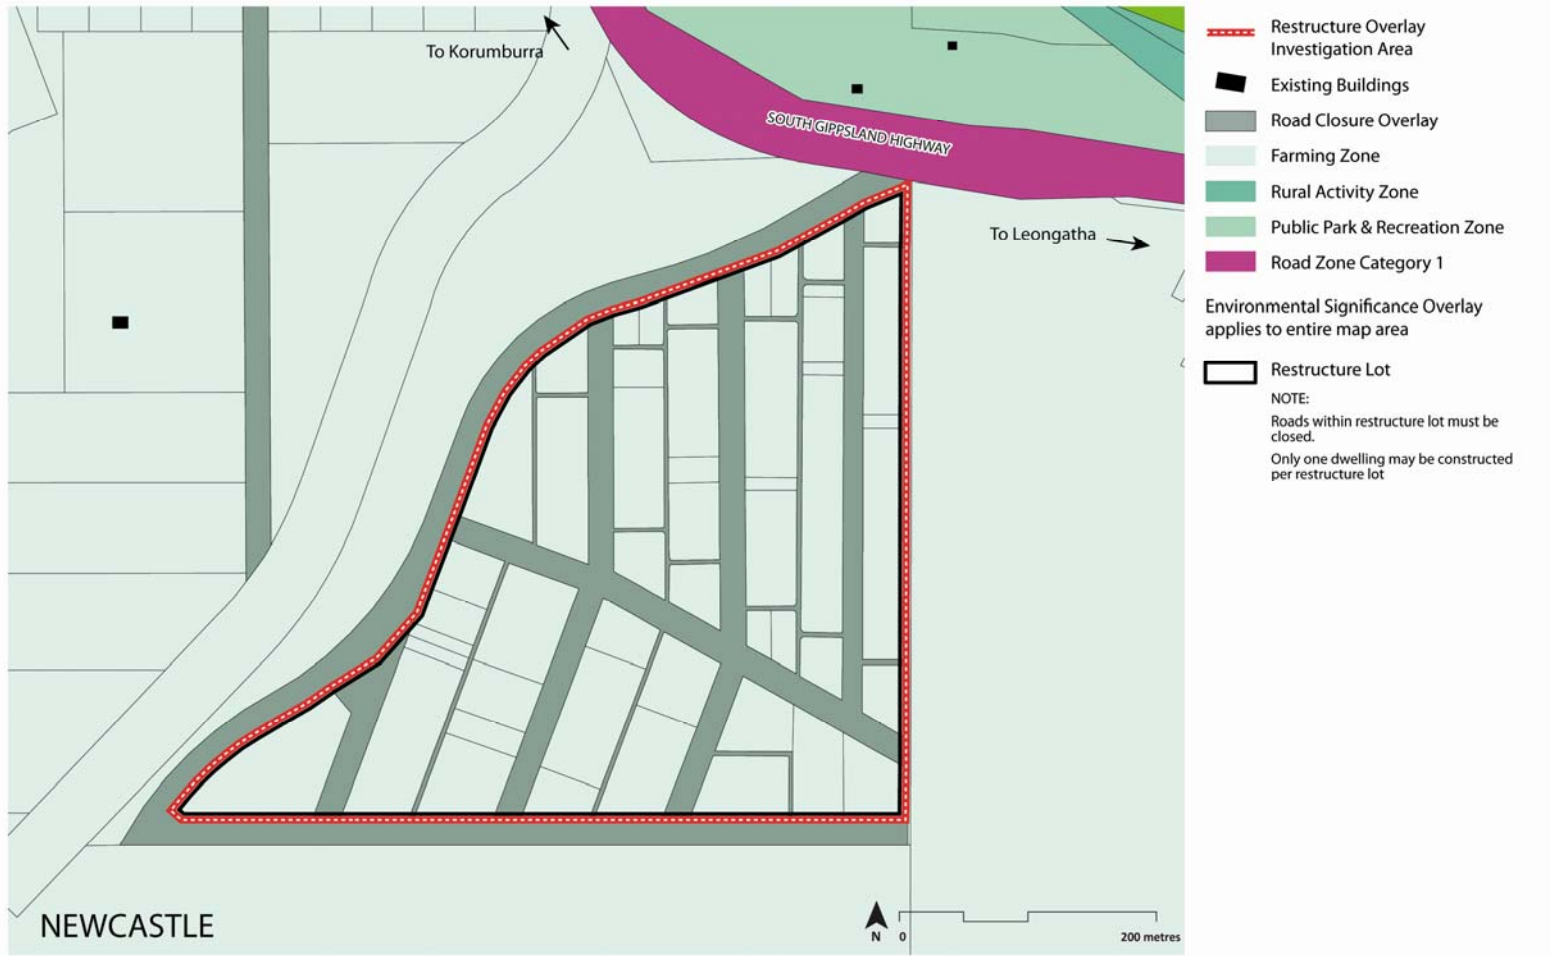 To Korumburra
SOUTH GIPPSLAND HIGHWAY
To Leongatha
NEWCASTLE
N
0
200 metres
Restructure Overlay
Investigation Area
Existing Buildings
Road Closure Overlay
Farming Zone
Rural Activity Zone
Public Park & Recreation Zone
Road Zone Category 1
Environmental Significance Overlay
applies to entire map area
Restructure Lot
NOTE:
Roads within restructure lot must be
closed.
Only one dwelling may be constructed
per restructure lot